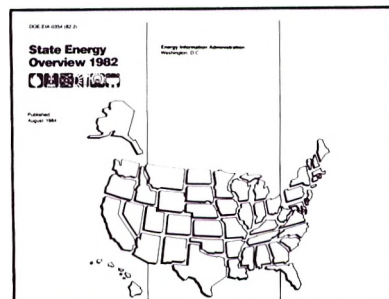 DOE/EIA-0354 (82-2)
State Energy
Overview 1982
Energy Information Administration
Washington, D.C.
Published
August 1984